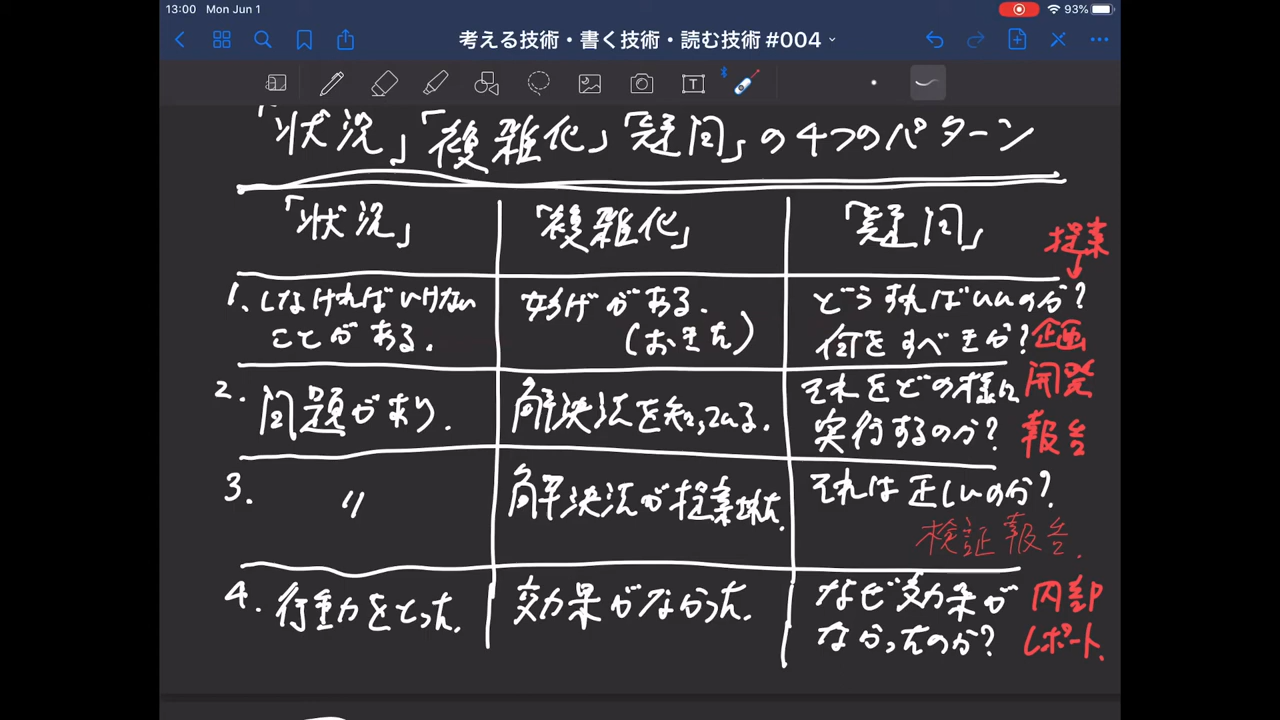 13:00 Mon Jun 1 93%
考える技術・書く技術・読む技術 #004
「状況」「複雑化」「疑問」の4つのパターン
「状況」 「複雑化」 「疑問」
提案
1. しなければいけない
ことがある.
妨げがある.
(おきた)
どうすればいいのか?
何をすべきか? 企画
2. 問題があり.
解決法を知っている.
それをどの様に 開発
実行するのか? 報告
3. 〃 解決法が提案された. それは正しいのか?
検証報告.
4. 行動をとった. 効果がなかった. なぜ効果が 内部
なかったのか? レポート.